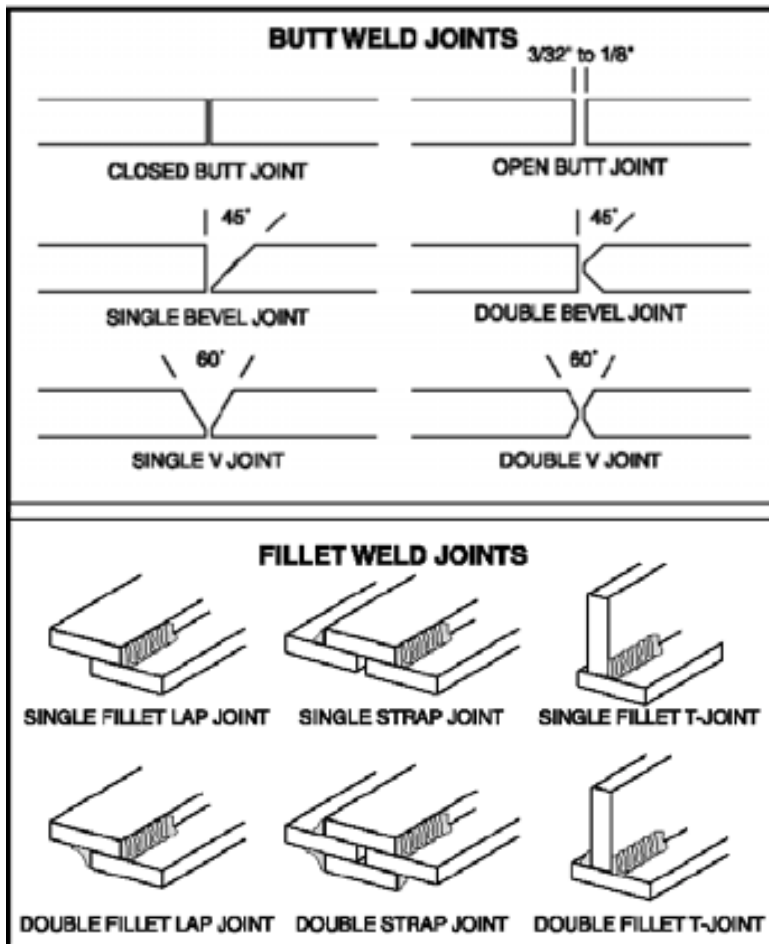 BUTT WELD JOINTS
3/32" to 1/8"
CLOSED BUTT JOINT
OPEN BUTT JOINT
45°
45°
SINGLE BEVEL JOINT
DOUBLE BEVEL JOINT
60°
60°
SINGLE V JOINT
DOUBLE V JOINT
FILLET WELD JOINTS
SINGLE FILLET LAP JOINT
SINGLE STRAP JOINT
SINGLE FILLET T-JOINT
DOUBLE FILLET LAP JOINT
DOUBLE STRAP JOINT
DOUBLE FILLET T-JOINT